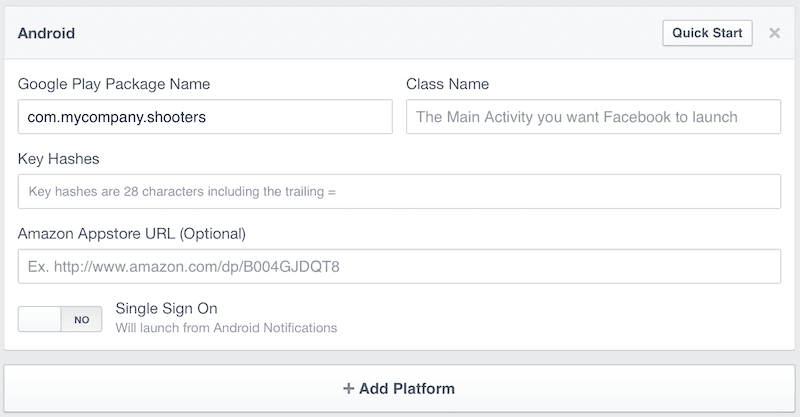 Android
Quick Start ×
Google Play Package Name
Class Name
com.mycompany.shooters
The Main Activity you want Facebook to launch
Key Hashes
Key hashes are 28 characters including the trailing =
Amazon Appstore URL (Optional)
Ex. http://www.amazon.com/dp/B004GJDQT8
NO
Single Sign On
Will launch from Android Notifications
+ Add Platform